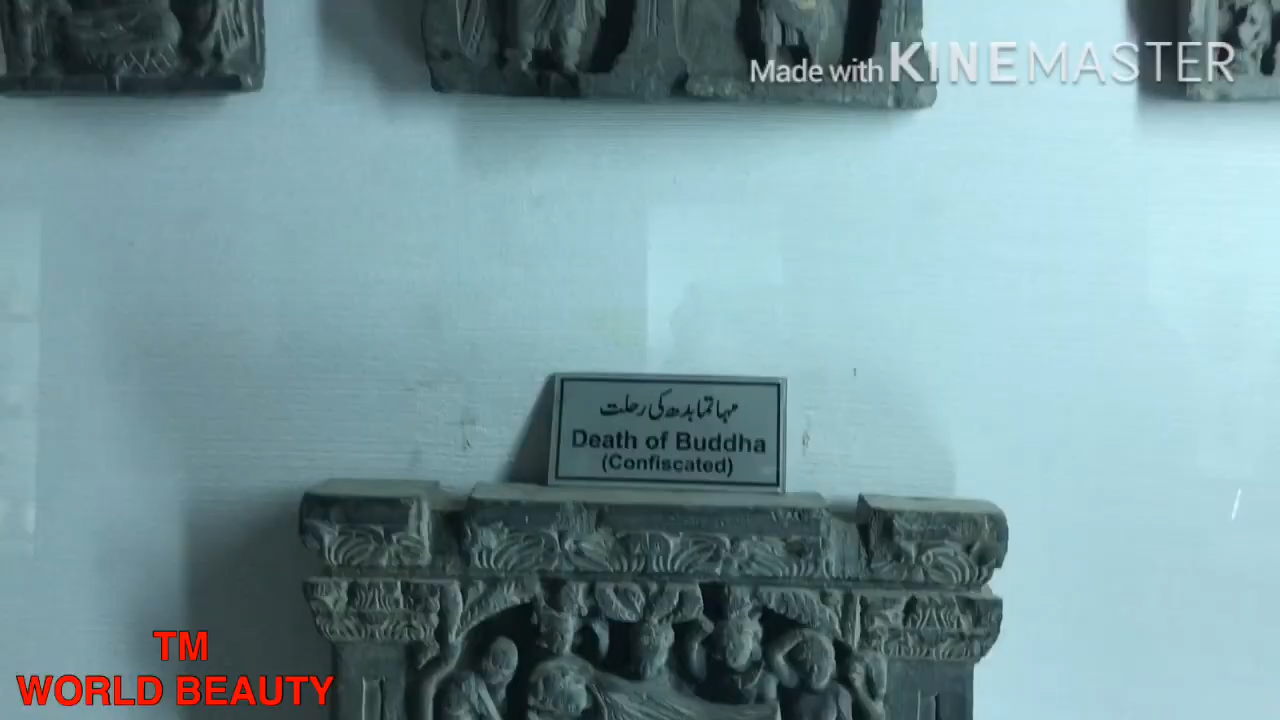 Made with KINEMASTER
مہاتما بدھ کی رحلت
Death of Buddha
(Confiscated)
TM
WORLD BEAUTY